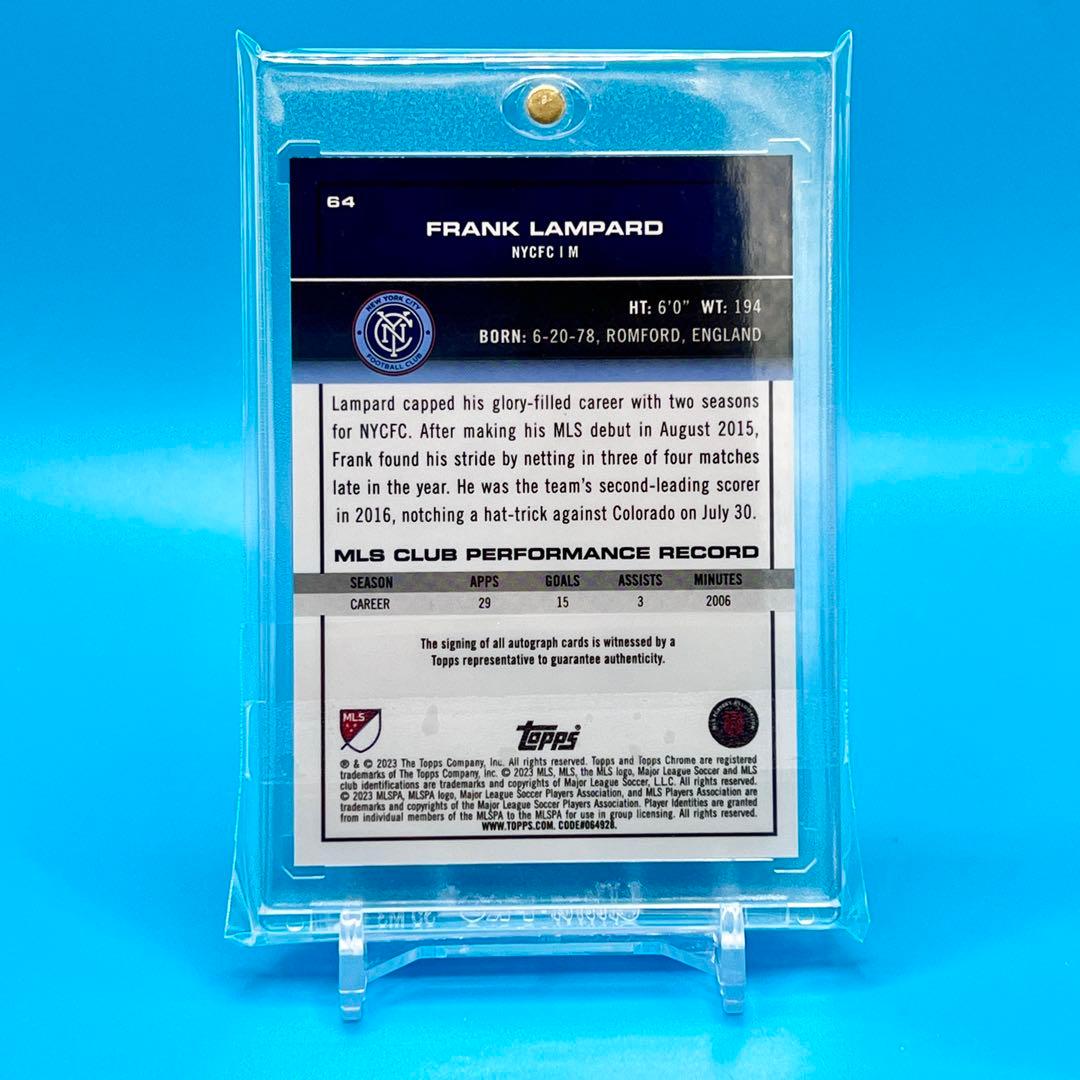 64
FRANK LAMPARD
NYCFC | M
NEW YORK CITY
NYC
FOOTBALL CLUB
HT: 6'0" WT: 194
BORN: 6-20-78, ROMFORD, ENGLAND
Lampard capped his glory-filled career with two seasons
for NYCFC. After making his MLS debut in August 2015,
Frank found his stride by netting in three of four matches
late in the year. He was the team's second-leading scorer
in 2016, notching a hat-trick against Colorado on July 30.
MLS CLUB PERFORMANCE RECORD
SEASON APPS GOALS ASSISTS MINUTES
CAREER 29 15 3 2006
The signing of all autograph cards is witnessed by a
Topps representative to guarantee authenticity.
MLS
topps®
® & © 2023 The Topps Company, Inc. All rights reserved. Topps and Topps Chrome are registered
trademarks of The Topps Company, Inc. © 2023 MLS, MLS, the MLS logo, Major League Soccer and MLS
club identifications are trademarks and copyrights of Major League Soccer, L.L.C. All rights reserved.
© 2023 MLSPA, MLSPA logo, Major League Soccer Players Association, and MLS Players Association are
trademarks and copyrights of the Major League Soccer Players Association. Player Identities are granted
from individual members of the MLSPA to the MLSPA for use in group licensing. All rights reserved.
WWW.TOPPS.COM. CODE#064928.